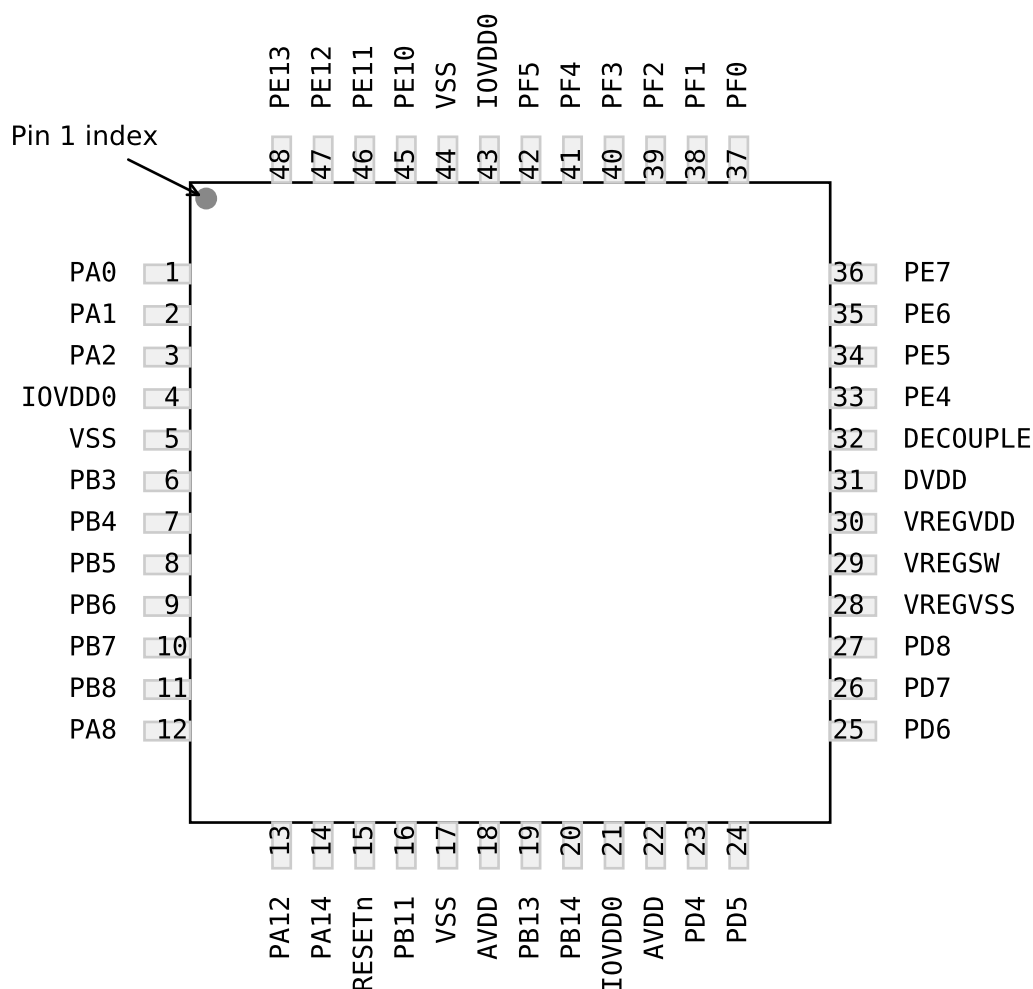 PE13 PE12 PE11 PE10 VSS IOVDD0 PF5 PF4 PF3 PF2 PF1 PF0
Pin 1 index
48 47 46 45 44 43 42 41 40 39 38 37
PA0 1 36 PE7
PA1 2 35 PE6
PA2 3 34 PE5
IOVDD0 4 33 PE4
VSS 5 32 DECOUPLE
PB3 6 31 DVDD
PB4 7 30 VREGVDD
PB5 8 29 VREGSW
PB6 9 28 VREGVSS
PB7 10 27 PD8
PB8 11 26 PD7
PA8 12 25 PD6
13 14 15 16 17 18 19 20 21 22 23 24
PA12 PA14 RESETn PB11 VSS AVDD PB13 PB14 IOVDD0 AVDD PD4 PD5